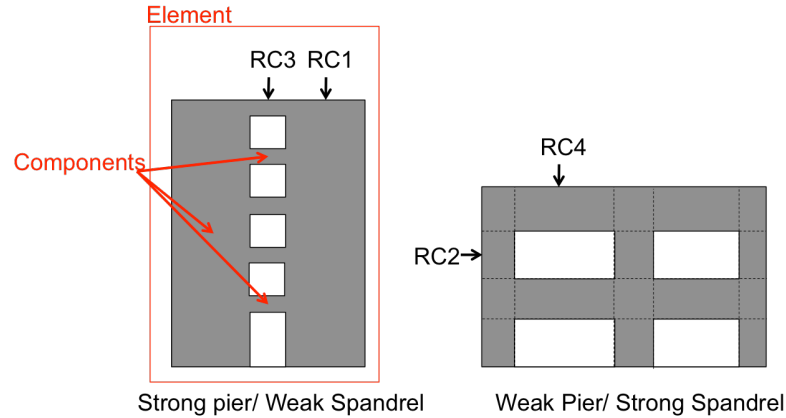 Element
RC3 RC1
Components
RC4
RC2
Strong pier/ Weak Spandrel
Weak Pier/ Strong Spandrel